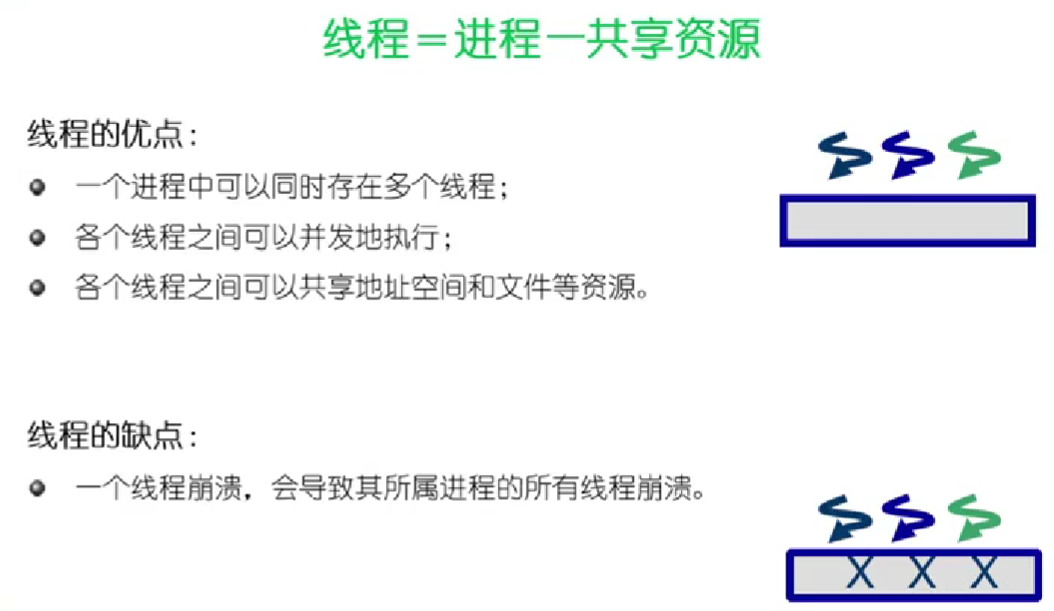 线程＝进程－共享资源
线程的优点：
一个进程中可以同时存在多个线程；
各个线程之间可以并发地执行；
各个线程之间可以共享地址空间和文件等资源。
线程的缺点：
一个线程崩溃，会导致其所属进程的所有线程崩溃。
X X X